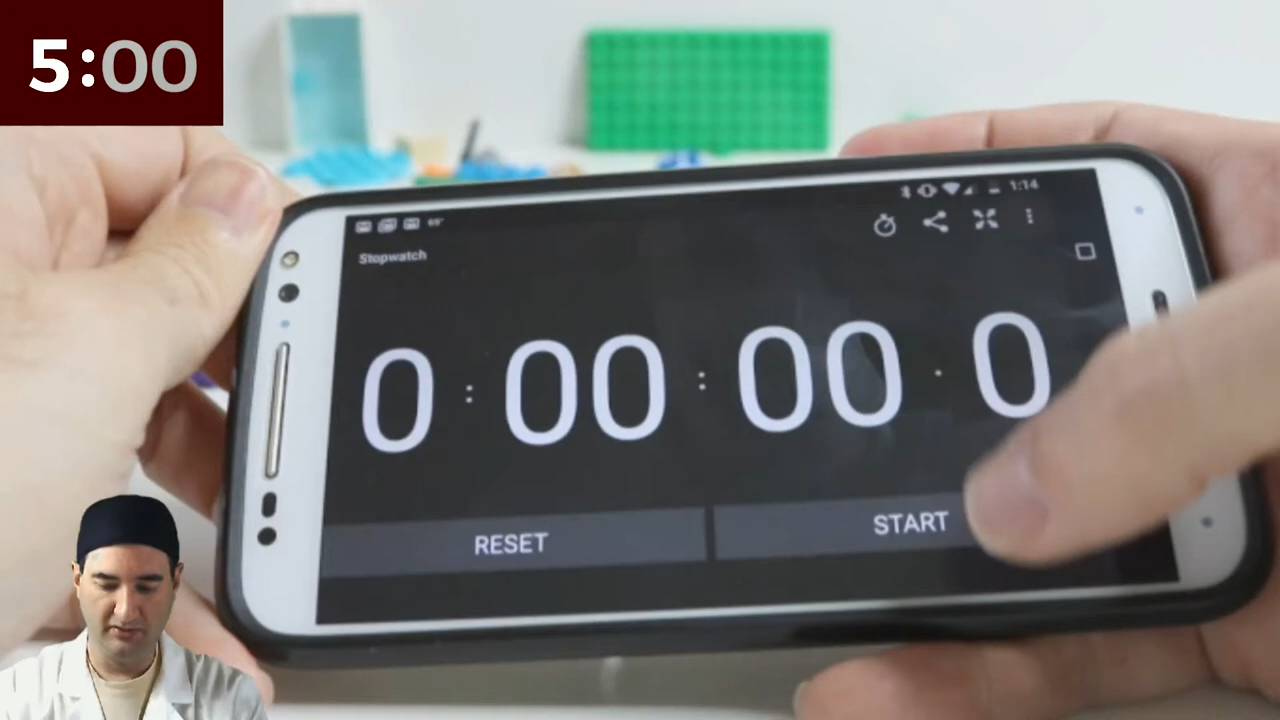 5:00
1:14
Stopwatch
0 : 00 : 00 . 0
RESET
START